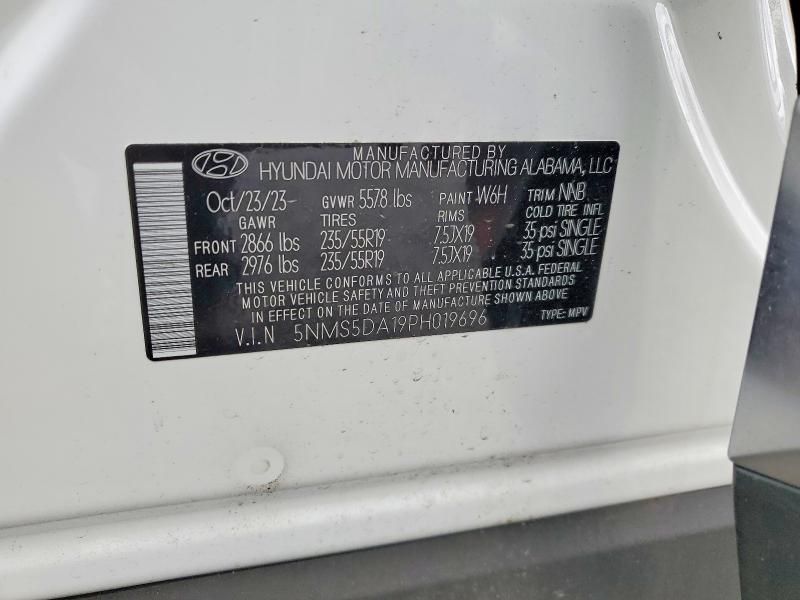 MANUFACTURED BY
HYUNDAI MOTOR MANUFACTURING ALABAMA, LLC
Oct/23/23 GVWR 5578 lbs PAINT W6H TRIM NNB
GAWR TIRES RIMS COLD TIRE INFL
FRONT 2866 lbs 235/55R19 7.5JX19 35 psi SINGLE
REAR 2976 lbs 235/55R19 7.5JX19 35 psi SINGLE
THIS VEHICLE CONFORMS TO ALL APPLICABLE U.S.A. FEDERAL
MOTOR VEHICLE SAFETY AND THEFT PREVENTION STANDARDS
IN EFFECT ON THE DATE OF MANUFACTURE SHOWN ABOVE.
V.I.N 5NMS5DA19PH019696 TYPE: MPV